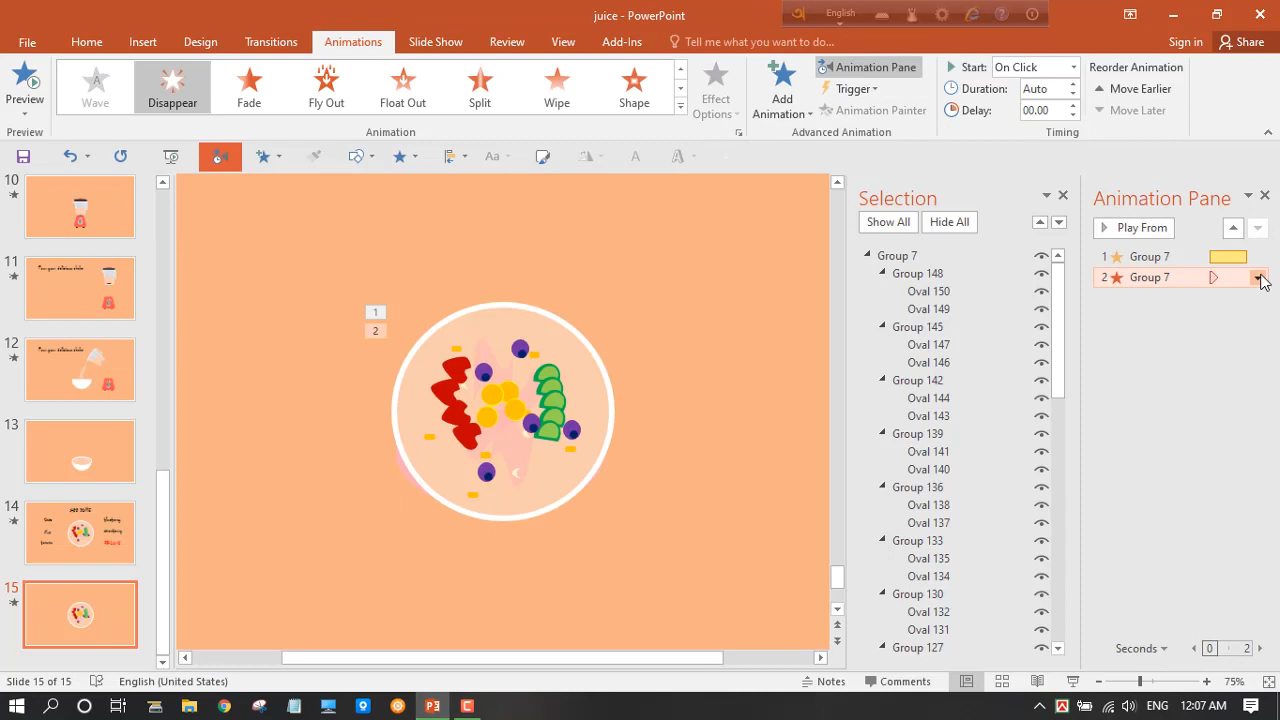 juice - PowerPoint
English
File
Home
Insert
Design
Transitions
Animations
Slide Show
Review
View
Add-Ins
Tell me what you want to do...
Sign in
Share
Preview
Wave
Disappear
Fade
Fly Out
Float Out
Split
Wipe
Shape
Effect Options
Add Animation
Animation Pane
Trigger
Animation Painter
Start: On Click
Duration: Auto
Delay: 00.00
Reorder Animation
Move Earlier
Move Later
Preview
Animation
Advanced Animation
Timing
Aa
A
A
10
11
12
13
14
15
1
2
Selection
Show All
Hide All
Group 7
Group 148
Oval 150
Oval 149
Group 145
Oval 147
Oval 146
Group 142
Oval 144
Oval 143
Group 139
Oval 141
Oval 140
Group 136
Oval 138
Oval 137
Group 133
Oval 135
Oval 134
Group 130
Oval 132
Oval 131
Group 127
Animation Pane
Play From
1 Group 7
2 Group 7
Seconds
0
2
Slide 15 of 15
English (United States)
Notes
Comments
75%
12:07 AM